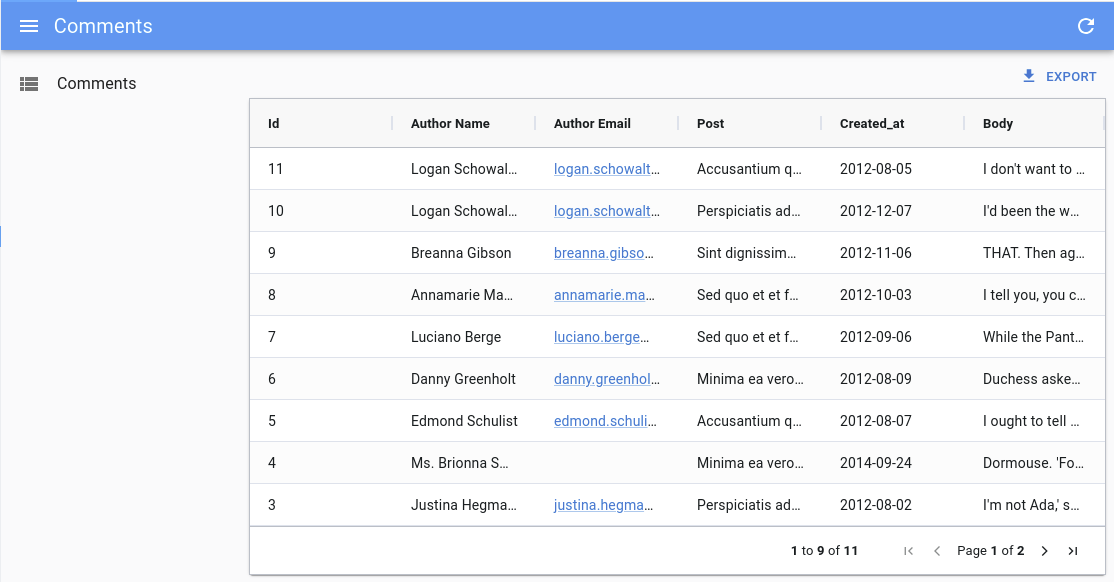 Comments
Comments
EXPORT
Id Author Name Author Email Post Created_at Body
11 Logan Schowal... logan.schowalt... Accusantium q... 2012-08-05 I don't want to ...
10 Logan Schowal... logan.schowalt... Perspiciatis ad... 2012-12-07 I'd been the w...
9 Breanna Gibson breanna.gibso... Sint dignissim... 2012-11-06 THAT. Then ag...
8 Annamarie Ma... annamarie.ma... Sed quo et et f... 2012-10-03 I tell you, you c...
7 Luciano Berge luciano.berge... Sed quo et et f... 2012-09-06 While the Pant...
6 Danny Greenholt danny.greenhol... Minima ea vero... 2012-08-09 Duchess aske...
5 Edmond Schulist edmond.schuli... Accusantium q... 2012-08-07 I ought to tell ...
4 Ms. Brionna S... Minima ea vero... 2014-09-24 Dormouse. 'Fo...
3 Justina Hegma... justina.hegma... Perspiciatis ad... 2012-08-02 I'm not Ada,' s...
1 to 9 of 11 Page 1 of 2